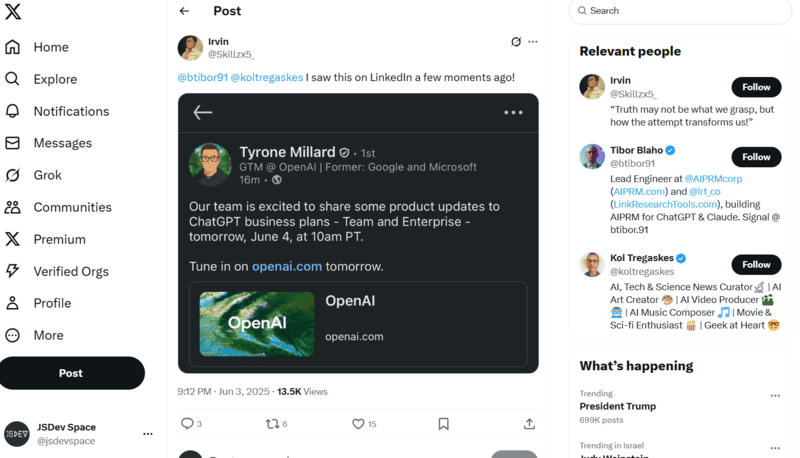 Home
Explore
Notifications
Messages
Grok
Communities
Premium
Verified Orgs
Profile
More
Post
JSDev Space
@jsdevspace
JSDEV
Post
Irvin
@Skillzx5_
@btibor91 @koltregaskes I saw this on LinkedIn a few moments ago!
Tyrone Millard · 1st
GTM @ OpenAI | Former: Google and Microsoft
16m ·
Our team is excited to share some product updates to
ChatGPT business plans - Team and Enterprise -
tomorrow, June 4, at 10am PT.
Tune in on openai.com tomorrow.
OpenAI
OpenAI
openai.com
9:12 PM · Jun 3, 2025 · 13.5K Views
3
6
15
Search
Relevant people
Irvin
@Skillzx5_
Follow
“Truth may not be what we grasp, but
how the attempt transforms us!”
Tibor Blaho
@btibor91
Follow
Lead Engineer at @AIPRMcorp
(AIPRM.com) and @lrt_co
(LinkResearchTools.com), building
AIPRM for ChatGPT & Claude. Signal @
btibor.91
Kol Tregaskes
@koltregaskes
Follow
AI, Tech & Science News Curator🔬 | AI
Art Creator 🎨 | AI Video Producer 🎬
| AI Music Composer 🎵 | Movie &
Sci-fi Enthusiast 🍿 | Geek at Heart 🤓
What’s happening
Trending
President Trump
699K posts
Trending in Israel